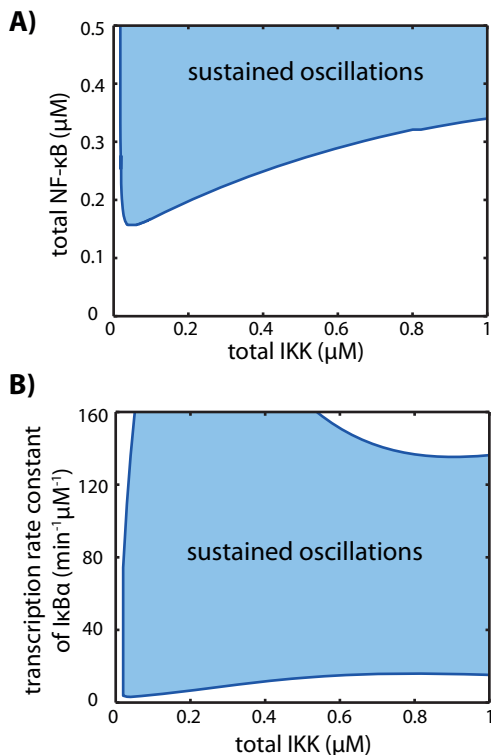 A)
0.5
0.4
0.3
0.2
0.1
0
total NF-κB (μM)
sustained oscillations
0
0.2
0.4
0.6
0.8
1
total IKK (μM)
B)
160
120
80
40
0
transcription rate constant
of IκBα (min⁻¹μM⁻¹)
sustained oscillations
0
0.2
0.4
0.6
0.8
1
total IKK (μM)